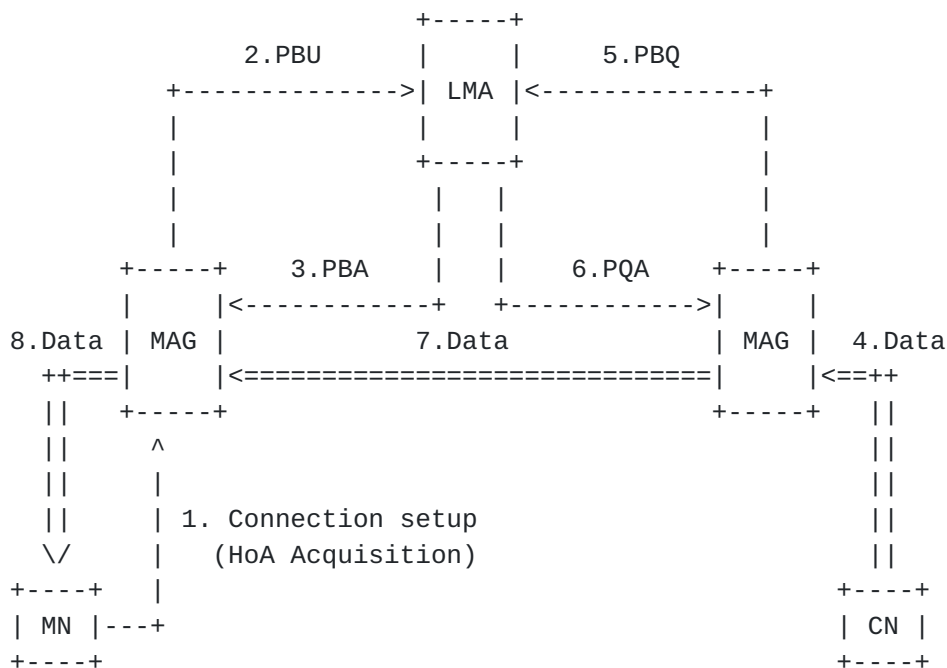 2.PBU 5.PBQ
LMA
3.PBA 6.PQA
8.Data MAG 7.Data MAG 4.Data
1. Connection setup
(HoA Acquisition)
MN CN